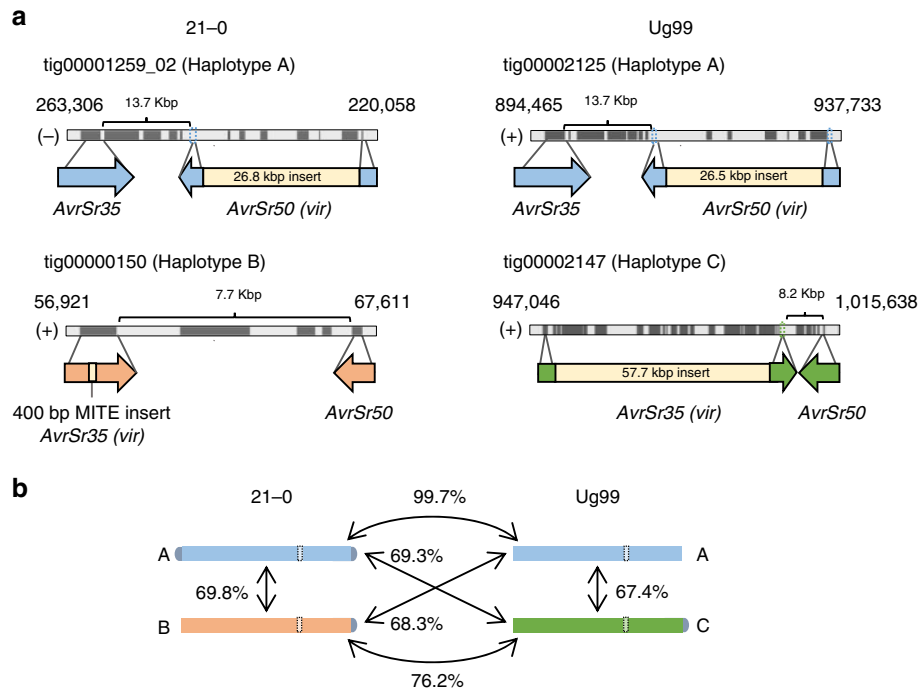 a
21–0
Ug99
tig00001259_02 (Haplotype A)
tig00002125 (Haplotype A)
263,306
13.7 Kbp
220,058
894,465
13.7 Kbp
937,733
(–)
(+)
26.8 kbp insert
26.5 kpb insert
AvrSr35
AvrSr50 (vir)
AvrSr35
AvrSr50 (vir)
tig00000150 (Haplotype B)
tig00002147 (Haplotype C)
56,921
7.7 Kbp
67,611
947,046
8.2 Kbp
1,015,638
(+)
(+)
57.7 kbp insert
400 bp MITE insert
AvrSr35 (vir)
AvrSr50
AvrSr35 (vir)
AvrSr50
b
21–0
99.7%
Ug99
A
69.3%
A
69.8%
67.4%
B
68.3%
C
76.2%